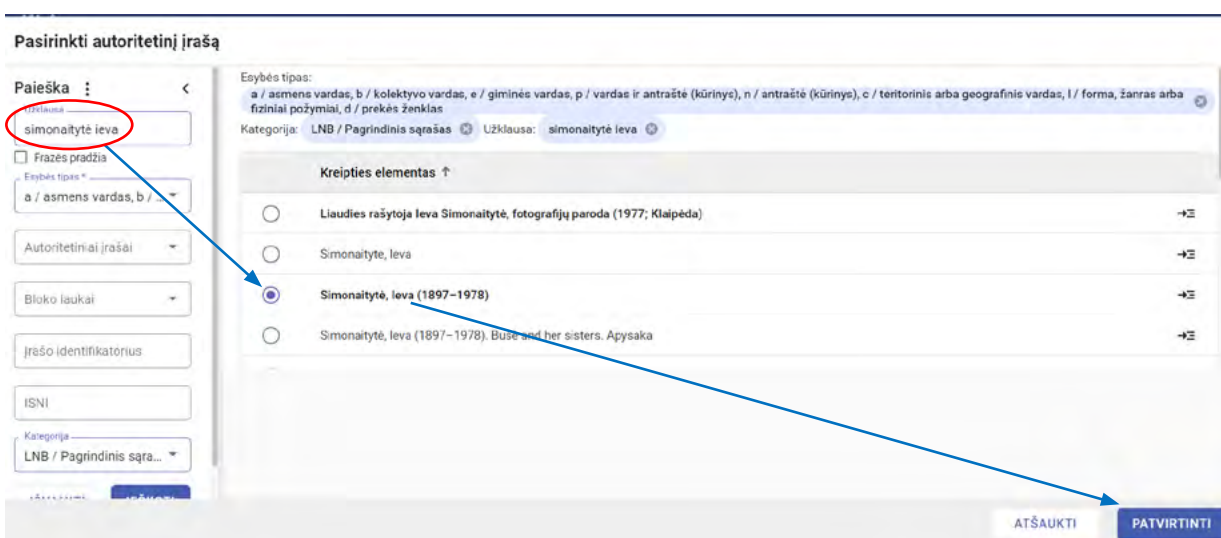 Pasirinkti autoritetinį įrašą
Paieška
Užklausa
simonaitytė ieva
Frazės pradžia
Esybės tipas *
a / asmens vardas, b / ...
Autoritetiniai įrašai
Bloko laukai
Įrašo identifikatorius
ISNI
Kategorija
LNB / Pagrindinis sąra...
Esybės tipas:
a / asmens vardas, b / kolektyvo vardas, e / giminės vardas, p / vardas ir antraštė (kūrinys), n / antraštė (kūrinys), c / teritorinis arba geografinis vardas, l / forma, žanras arba
fiziniai požymiai, d / prekės ženklas
Kategorija: LNB / Pagrindinis sąrašas Užklausa: simonaitytė ieva
Kreipties elementas ↑
Liaudies rašytoja Ieva Simonaitytė, fotografijų paroda (1977; Klaipėda)
Simonaityte, Ieva
Simonaitytė, Ieva (1897–1978)
Simonaitytė, Ieva (1897–1978). Buse and her sisters. Apysaka
ATŠAUKTI
PATVIRTINTI